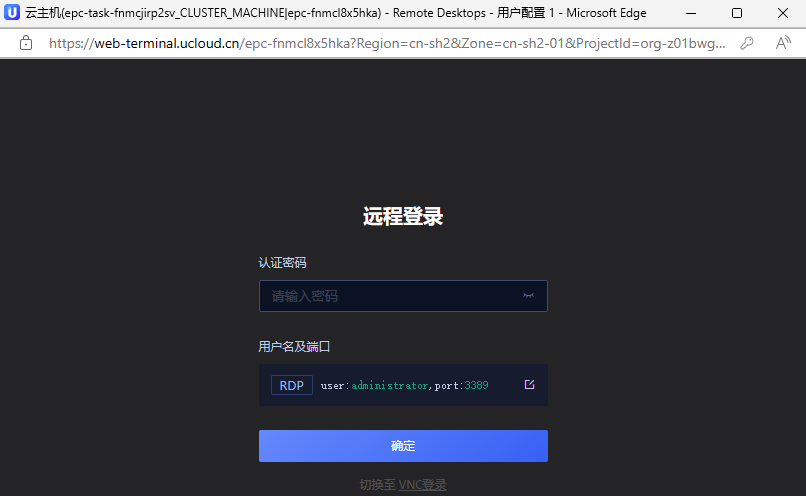 U 云主机(epc-task-fnmcjirp2sv_CLUSTER_MACHINE|epc-fnmcl8x5hka) - Remote Desktops - 用户配置 1 - Microsoft Edge
https://web-terminal.ucloud.cn/epc-fnmcl8x5hka?Region=cn-sh2&Zone=cn-sh2-01&ProjectId=org-z01bwg... A
远程登录
认证密码
请输入密码
用户名及端口
RDP user:administrator,port:3389
确定
切换至 VNC登录